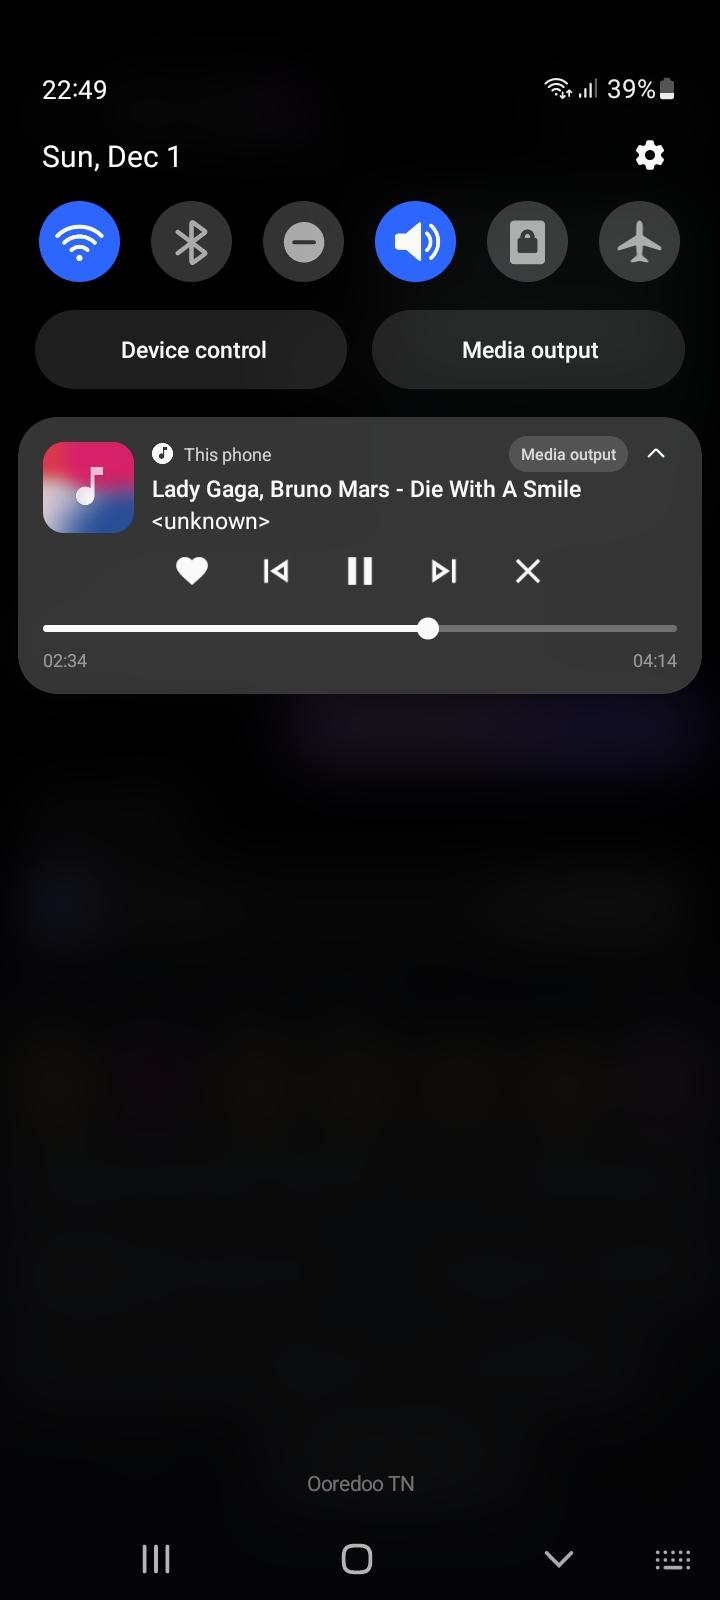 22:49
39%
Sun, Dec 1
Device control
Media output
This phone
Media output
Lady Gaga, Bruno Mars - Die With A Smile
<unknown>
02:34
04:14
Ooredoo TN